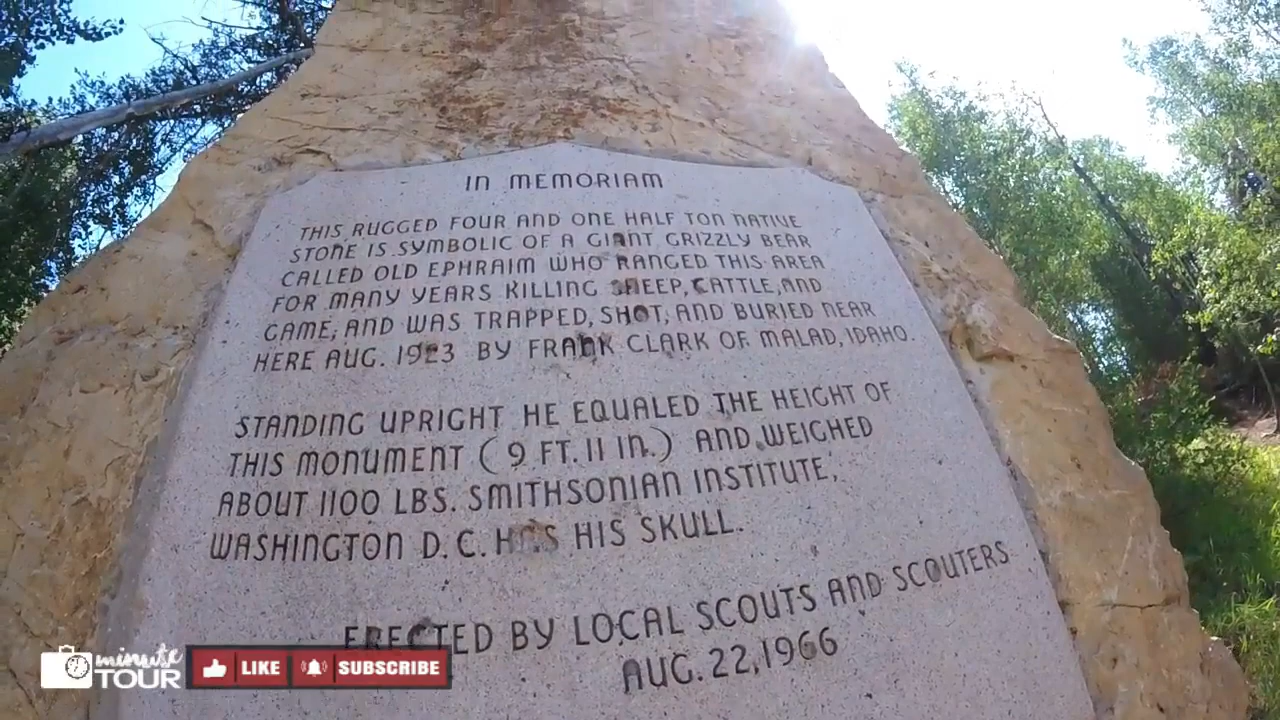 IN MEMORIAM
THIS RUGGED FOUR AND ONE HALF TON NATIVE
STONE IS SYMBOLIC OF A GIANT GRIZZLY BEAR
CALLED OLD EPHRAIM WHO RANGED THIS AREA
FOR MANY YEARS KILLING SHEEP, CATTLE, AND
GAME, AND WAS TRAPPED, SHOT, AND BURIED NEAR
HERE AUG. 1923 BY FRANK CLARK OF MALAD, IDAHO.
STANDING UPRIGHT HE EQUALED THE HEIGHT OF
THIS MONUMENT (9 FT. 11 IN.) AND WEIGHED
ABOUT 1100 LBS. SMITHSONIAN INSTITUTE,
WASHINGTON D.C. HAS HIS SKULL.
ERECTED BY LOCAL SCOUTS AND SCOUTERS
AUG. 22, 1966
minute
TOUR
LIKE
SUBSCRIBE